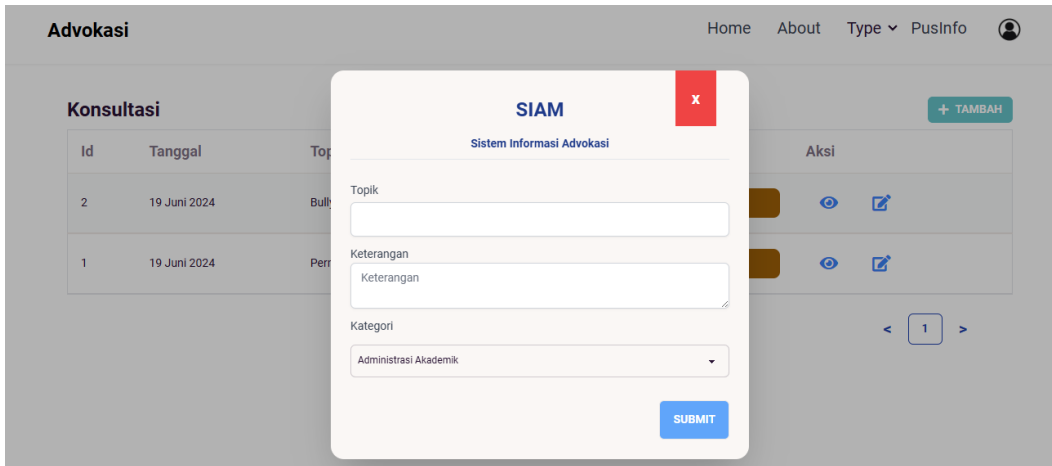 Advokasi Home About Type PusInfo
Konsultasi + TAMBAH
SIAM x
Sistem Informasi Advokasi
Id Tanggal Aksi
2 19 Juni 2024
1 19 Juni 2024
Topik
Keterangan
Keterangan
Kategori
Administrasi Akademik
SUBMIT
< 1 >